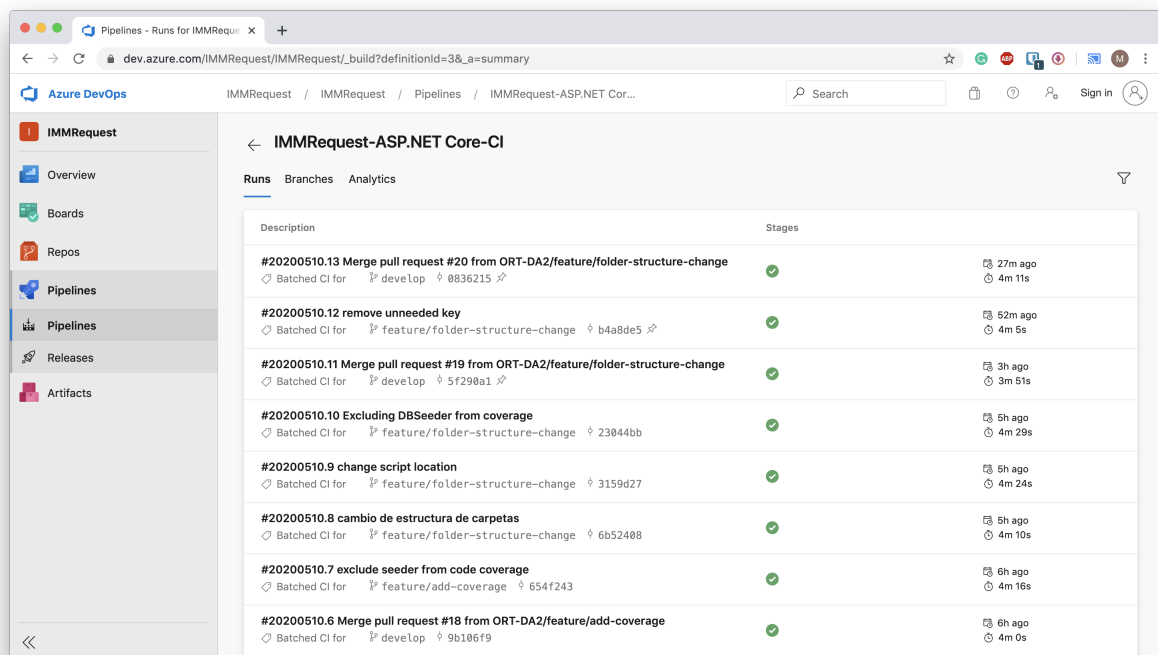 Pipelines - Runs for IMMReque
dev.azure.com/IMMRequest/IMMRequest/_build?definitionId=3&_a=summary
ABP
1
M
Azure DevOps
IMMRequest / IMMRequest / Pipelines / IMMRequest-ASP.NET Cor...
Search
Sign in
I
IMMRequest
Overview
Boards
Repos
Pipelines
Pipelines
Releases
Artifacts
IMMRequest-ASP.NET Core-CI
Runs Branches Analytics
Description Stages
#20200510.13 Merge pull request #20 from ORT-DA2/feature/folder-structure-change
Batched CI for develop 0836215
27m ago
4m 11s
#20200510.12 remove unneeded key
Batched CI for feature/folder-structure-change b4a8de5
52m ago
4m 5s
#20200510.11 Merge pull request #19 from ORT-DA2/feature/folder-structure-change
Batched CI for develop 5f290a1
3h ago
3m 51s
#20200510.10 Excluding DBSeeder from coverage
Batched CI for feature/folder-structure-change 23044bb
5h ago
4m 29s
#20200510.9 change script location
Batched CI for feature/folder-structure-change 3159d27
5h ago
4m 24s
#20200510.8 cambio de estructura de carpetas
Batched CI for feature/folder-structure-change 6b52408
5h ago
4m 10s
#20200510.7 exclude seeder from code coverage
Batched CI for feature/add-coverage 654f243
6h ago
4m 16s
#20200510.6 Merge pull request #18 from ORT-DA2/feature/add-coverage
Batched CI for develop 9b106f9
6h ago
4m 0s